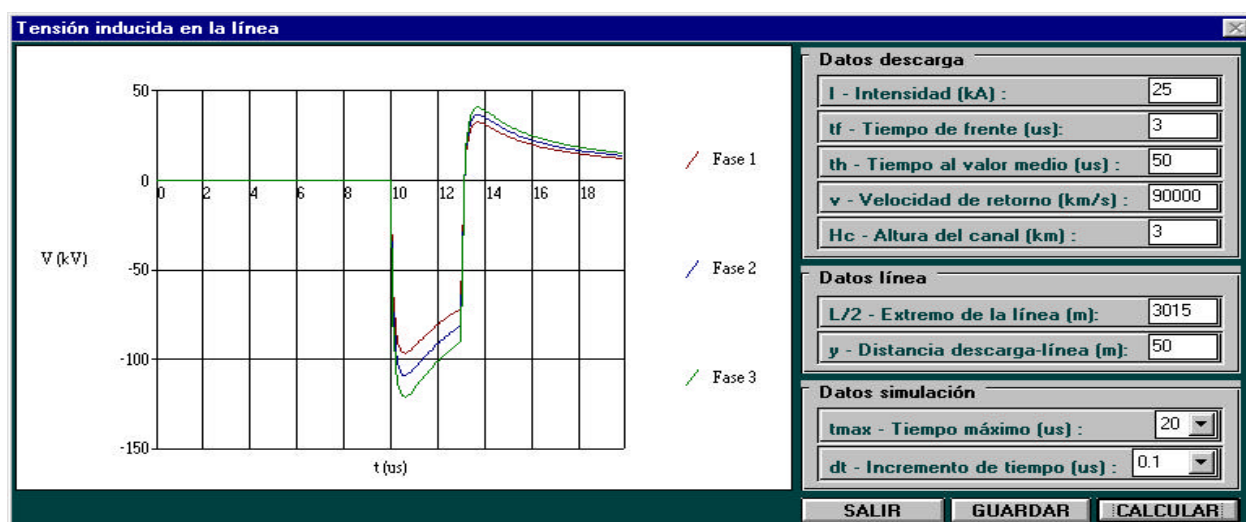 Tensión inducida en la línea
50
0
-50
-100
-150
0 2 4 6 8 10 12 14 16 18
V (kV)
t (us)
Fase 1
Fase 2
Fase 3
Datos descarga
I - Intensidad (kA) : 25
tf - Tiempo de frente (us): 3
th - Tiempo al valor medio (us) : 50
v - Velocidad de retorno (km/s) : 90000
Hc - Altura del canal (km) : 3
Datos línea
L/2 - Extremo de la línea (m): 3015
y - Distancia descarga-línea (m): 50
Datos simulación
tmax - Tiempo máximo (us) : 20
dt - Incremento de tiempo (us) : 0.1
SALIR GUARDAR CALCULAR